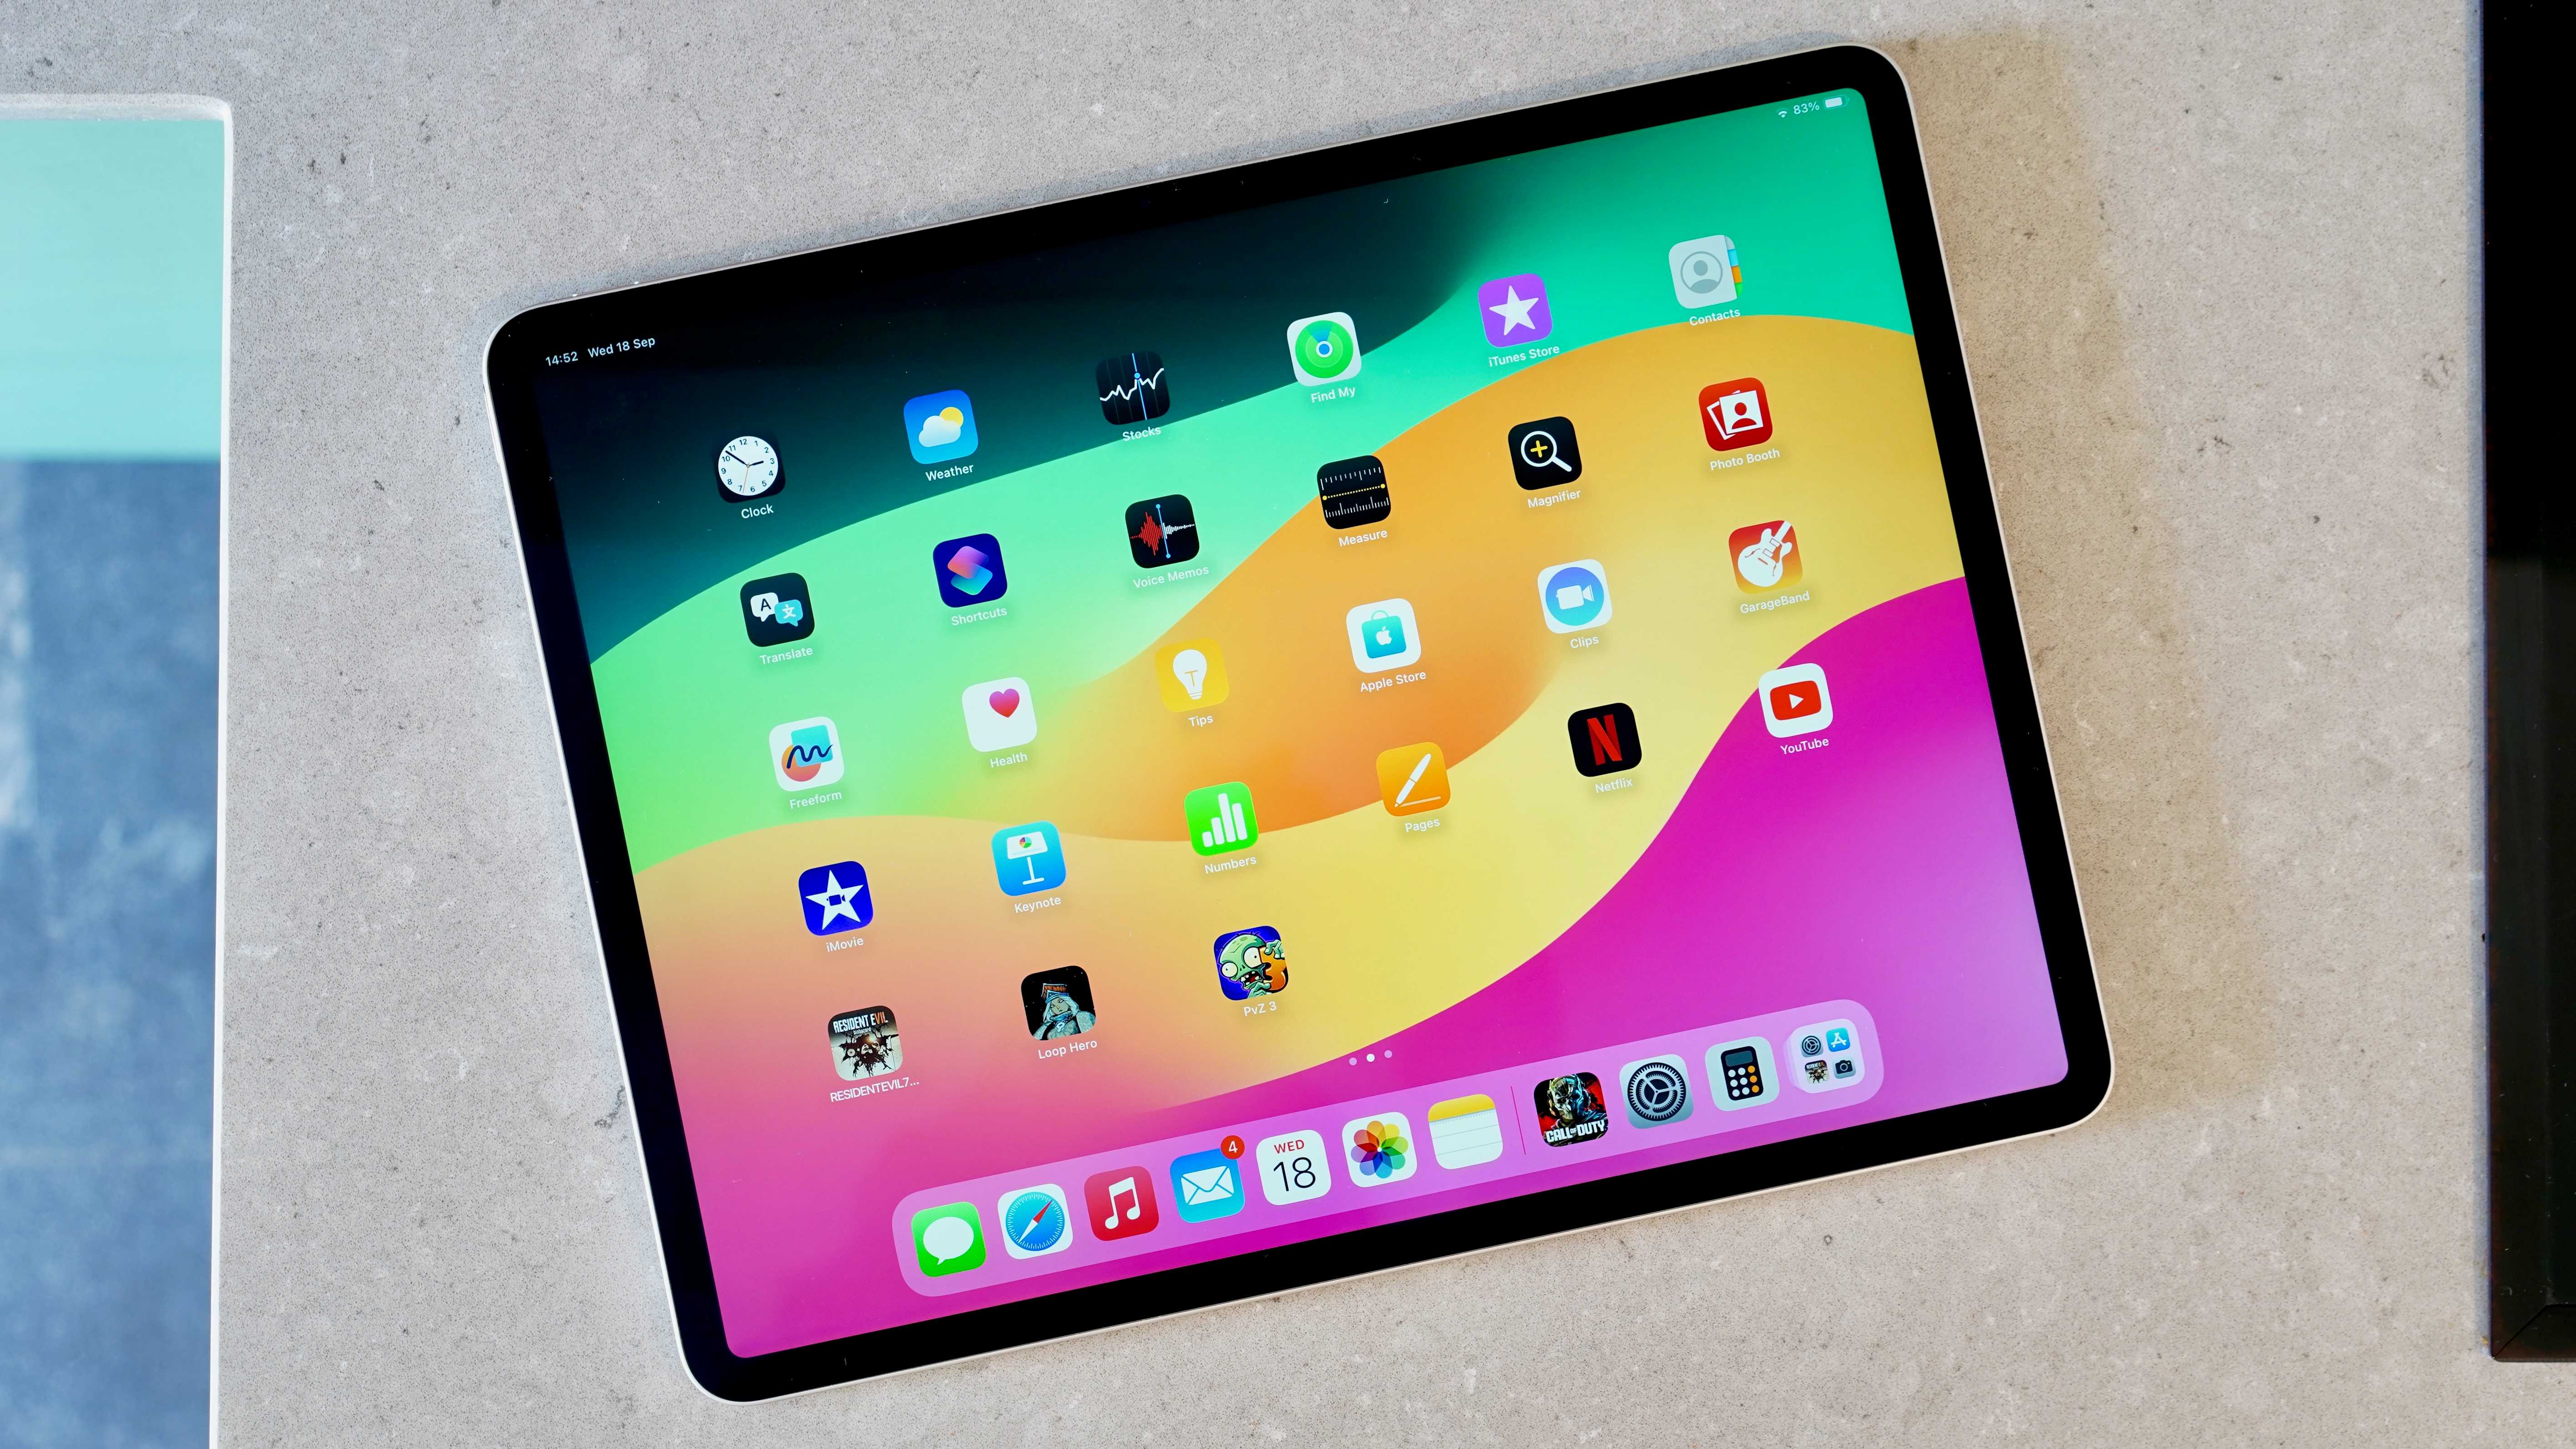 14:52 Wed 18 Sep
83%
Clock
Weather
Stocks
Find My
iTunes Store
Contacts
Translate
Shortcuts
Voice Memos
Measure
Magnifier
Photo Booth
Freeform
Health
Tips
Apple Store
Clips
GarageBand
iMovie
Keynote
Numbers
Pages
Netflix
YouTube
RESIDENT EVIL
RESIDENTEVIL7...
Loop Hero
PvZ 3
4
WED
18
CALL OF DUTY